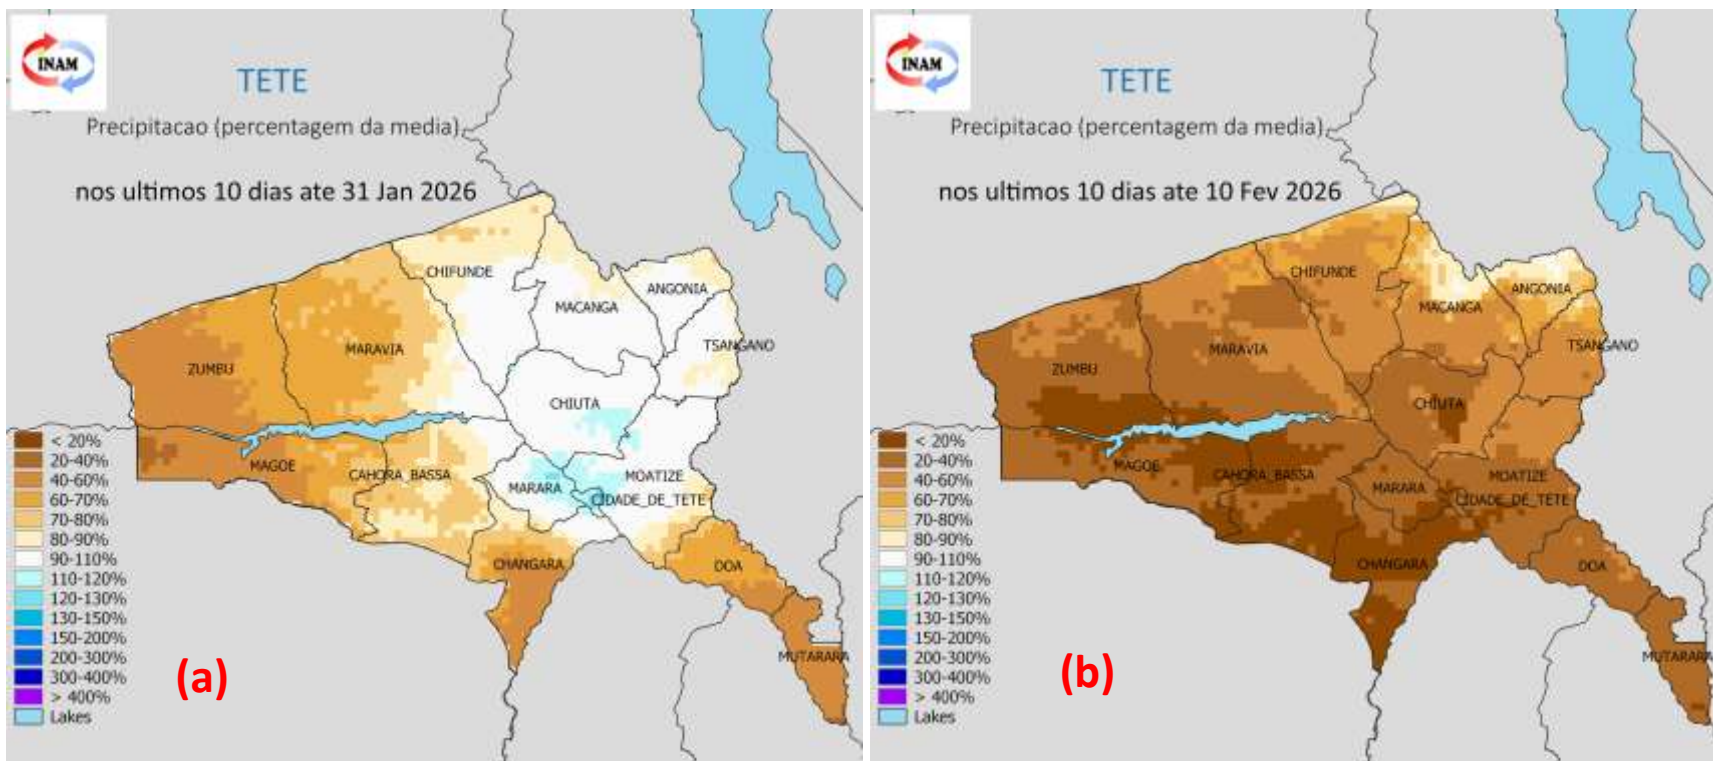 INAM
TETE
Precipitacao (percentagem da media)
nos ultimos 10 dias ate 31 Jan 2026
CHIFUNDE
ANGONIA
MACANGA
TSANGANO
MARAVIA
ZUMBU
CHIUTA
MAGOE
CAHORA_BASSA
MOATIZE
MARARA
CIDADE_DE_TETE
CHANGARA
DOA
MUTARARA
< 20%
20-40%
40-60%
60-70%
70-80%
80-90%
90-110%
110-120%
120-130%
130-150%
150-200%
200-300%
300-400%
> 400%
Lakes
(a)
INAM
TETE
Precipitacao (percentagem da media)
nos ultimos 10 dias ate 10 Fev 2026
CHIFUNDE
ANGONIA
MACANGA
TSANGANO
MARAVIA
ZUMBU
CHIUTA
MAGOE
CAHORA_BASSA
MOATIZE
MARARA
CIDADE_DE_TETE
CHANGARA
DOA
MUTARARA
< 20%
20-40%
40-60%
60-70%
70-80%
80-90%
90-110%
110-120%
120-130%
130-150%
150-200%
200-300%
300-400%
> 400%
Lakes
(b)